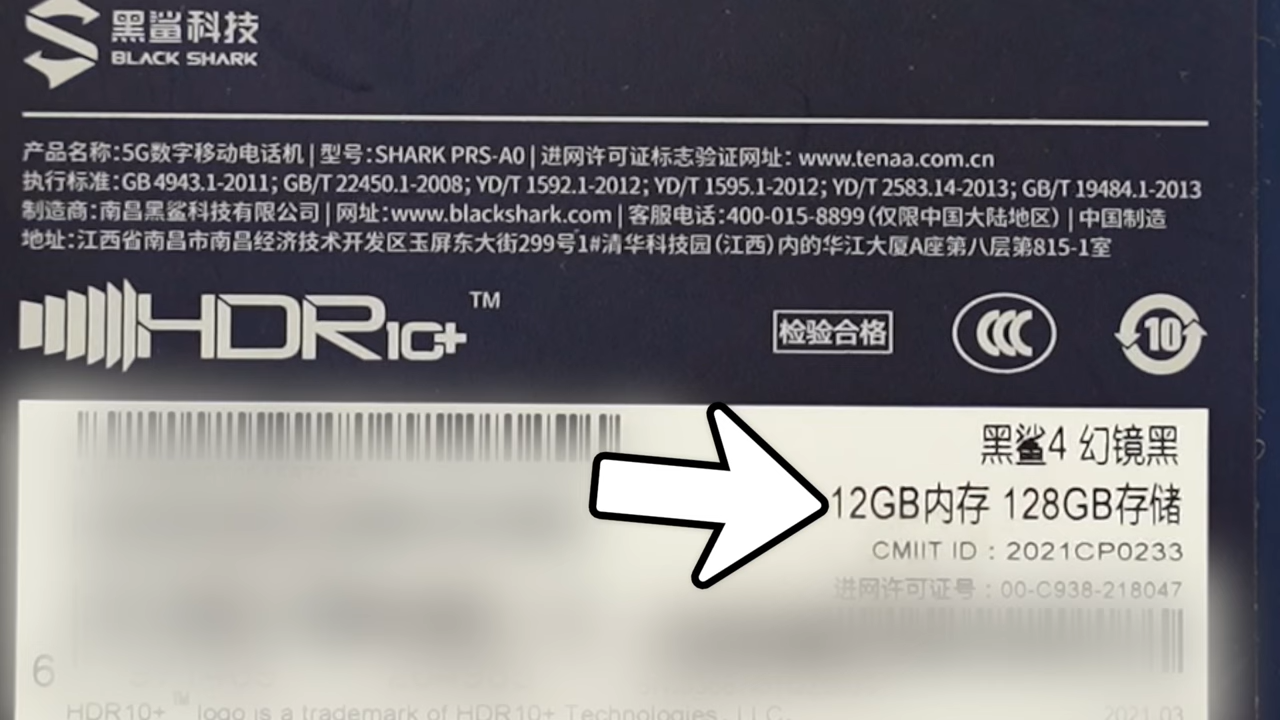 黑鲨科技
BLACK SHARK
产品名称:5G数字移动电话机 | 型号:SHARK PRS-A0 | 进网许可证标志验证网址: www.tenaa.com.cn
执行标准:GB 4943.1-2011; GB/T 22450.1-2008; YD/T 1592.1-2012; YD/T 1595.1-2012; YD/T 2583.14-2013; GB/T 19484.1-2013
制造商:南昌黑鲨科技有限公司 | 网址:www.blackshark.com | 客服电话:400-015-8899(仅限中国大陆地区) | 中国制造
地址:江西省南昌市南昌经济技术开发区玉屏东大街299号1#清华科技园(江西)内的华江大厦A座第八层第815-1室
HDR10+™
检验合格
CCC
10
黑鲨4 幻镜黑
12GB内存 128GB存储
CMIIT ID : 2021CP0233
进网许可证号 : 00-C938-218047
6
HDR10+™ logo is a trademark of HDR10+ Technologies, LLC.
2021.03